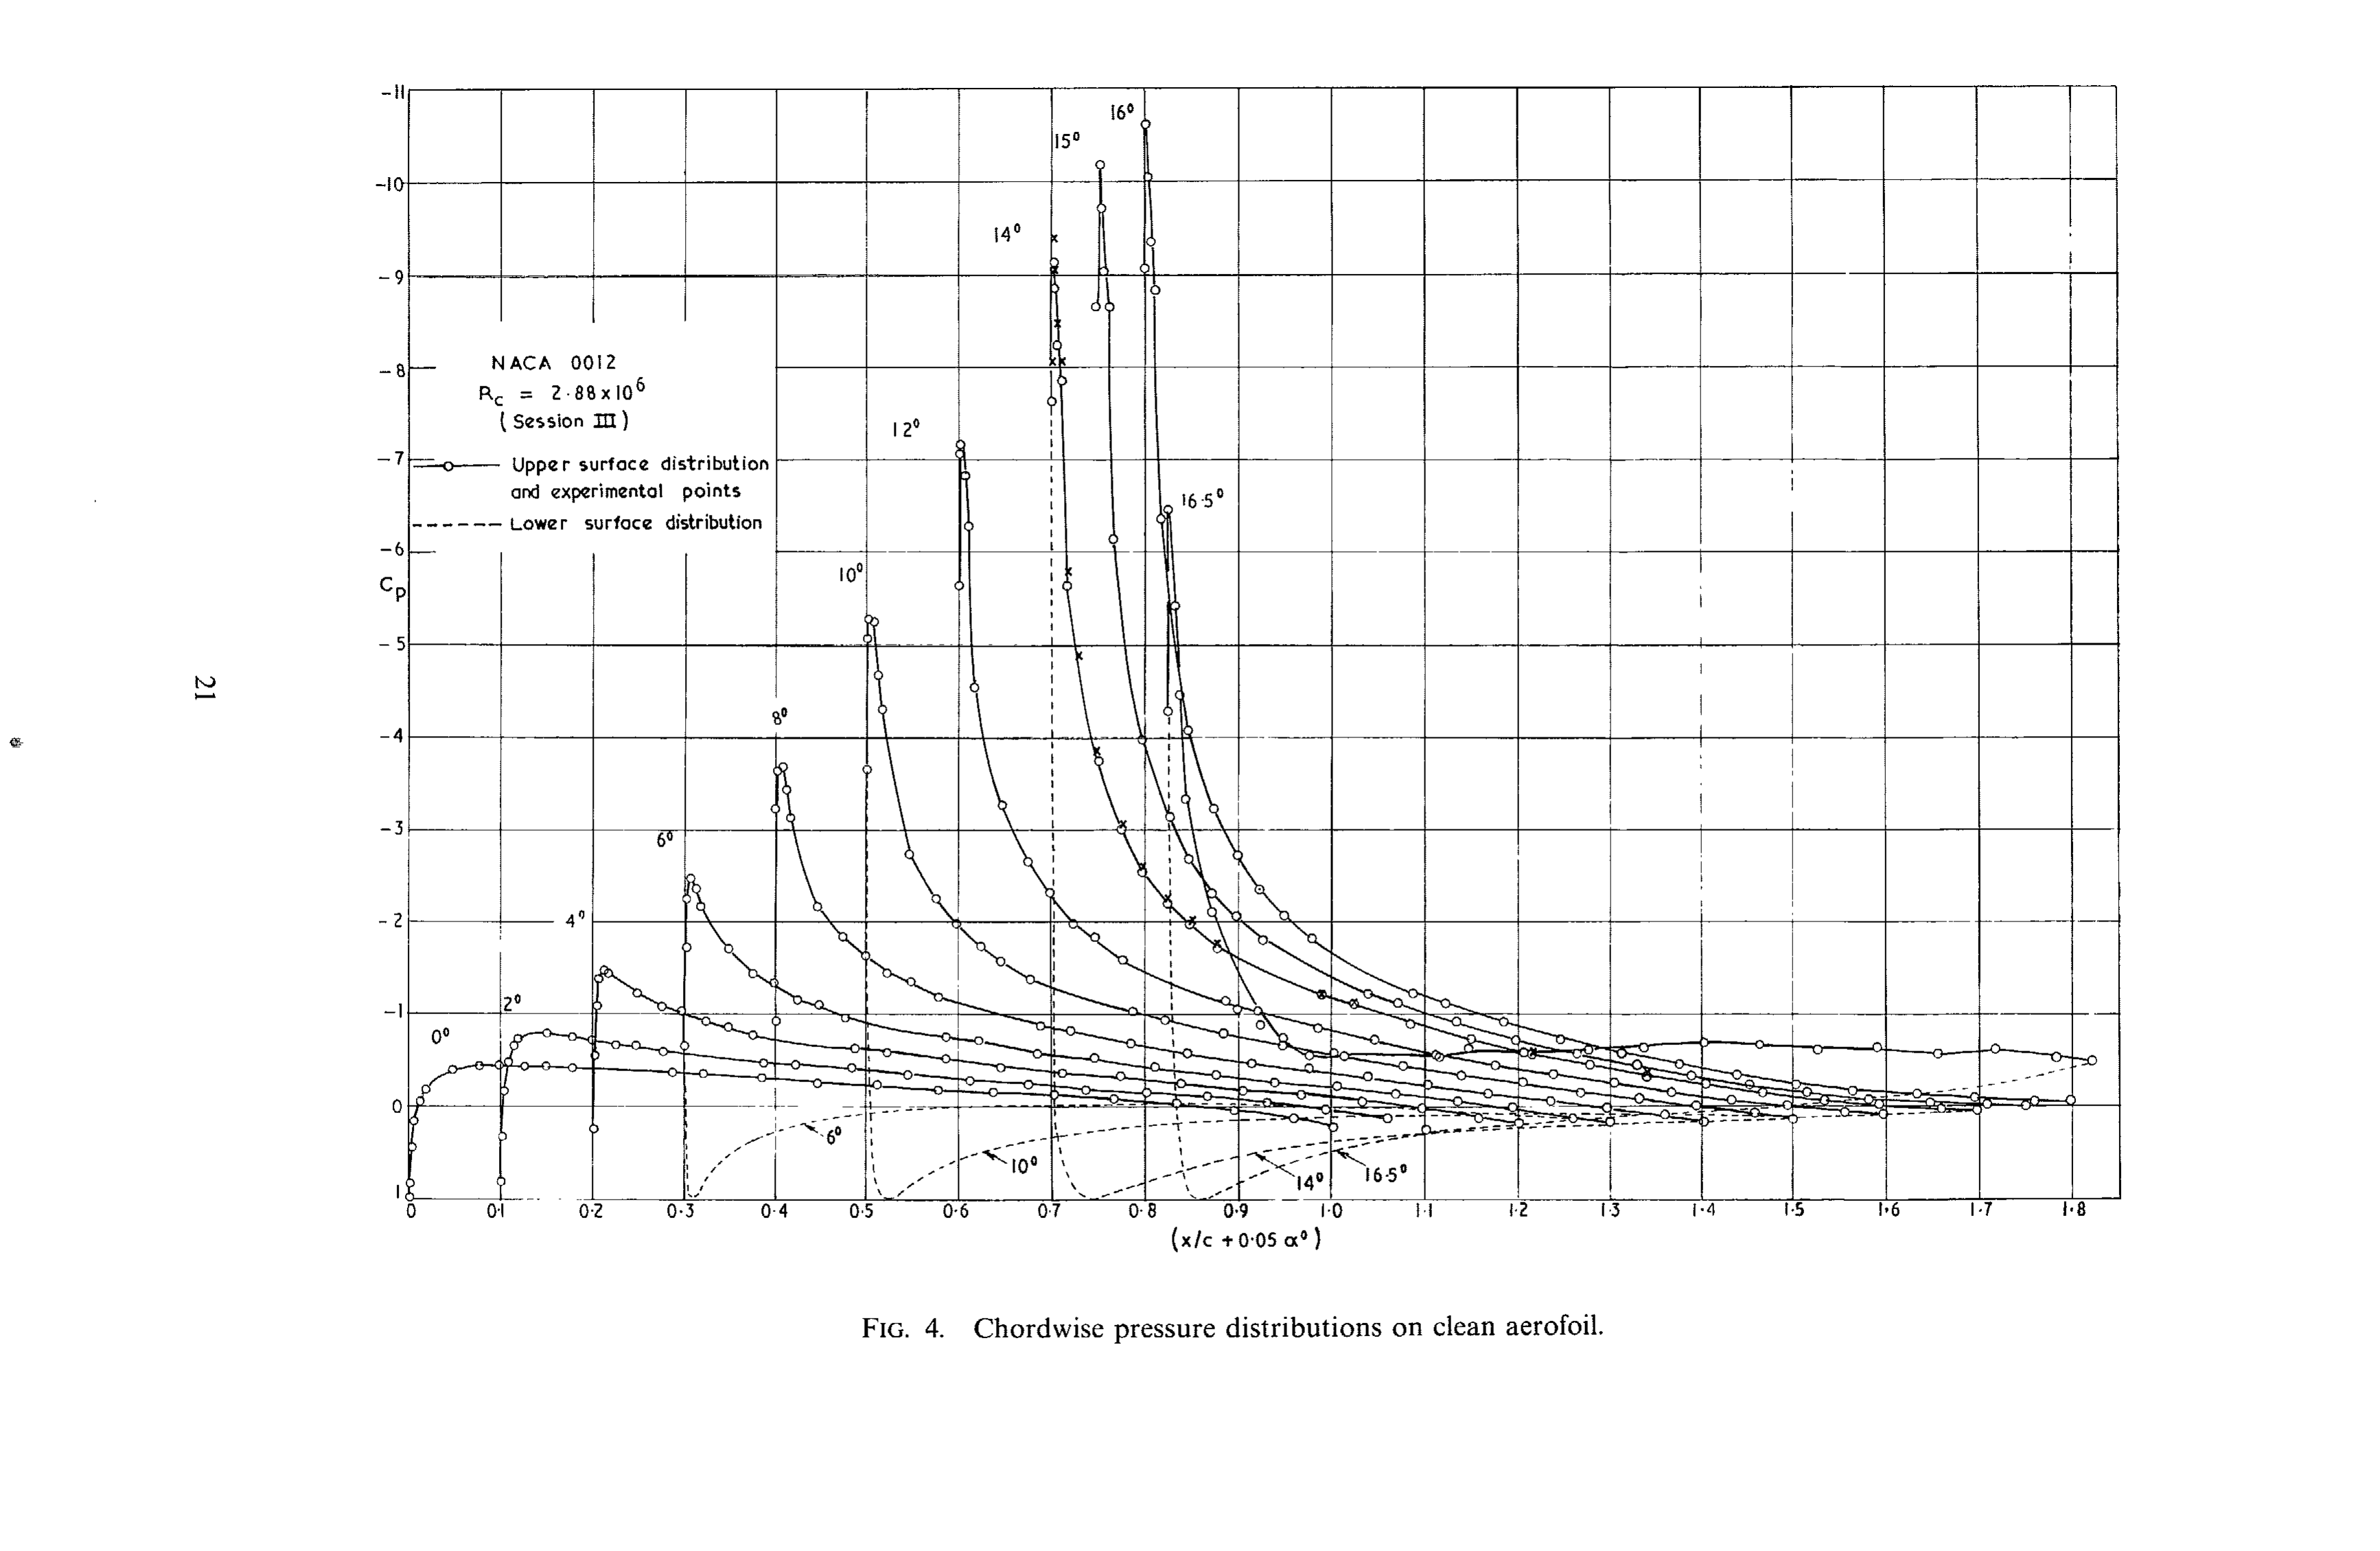 -11
-10
-9
-8
-7
-6
Cp
-5
-4
-3
-2
-1
0
1
16°
15°
14°
12°
10°
8°
6°
4°
2°
0°
16·5°
NACA 0012
Rc = 2·88x10⁶
(Session III)
Upper surface distribution
and experimental points
Lower surface distribution
6°
10°
14°
16·5°
0 0·1 0·2 0·3 0·4 0·5 0·6 0·7 0·8 0·9 1·0 1·1 1·2 1·3 1·4 1·5 1·6 1·7 1·8
(x/c + 0·05 α°)
FIG. 4. Chordwise pressure distributions on clean aerofoil.
21